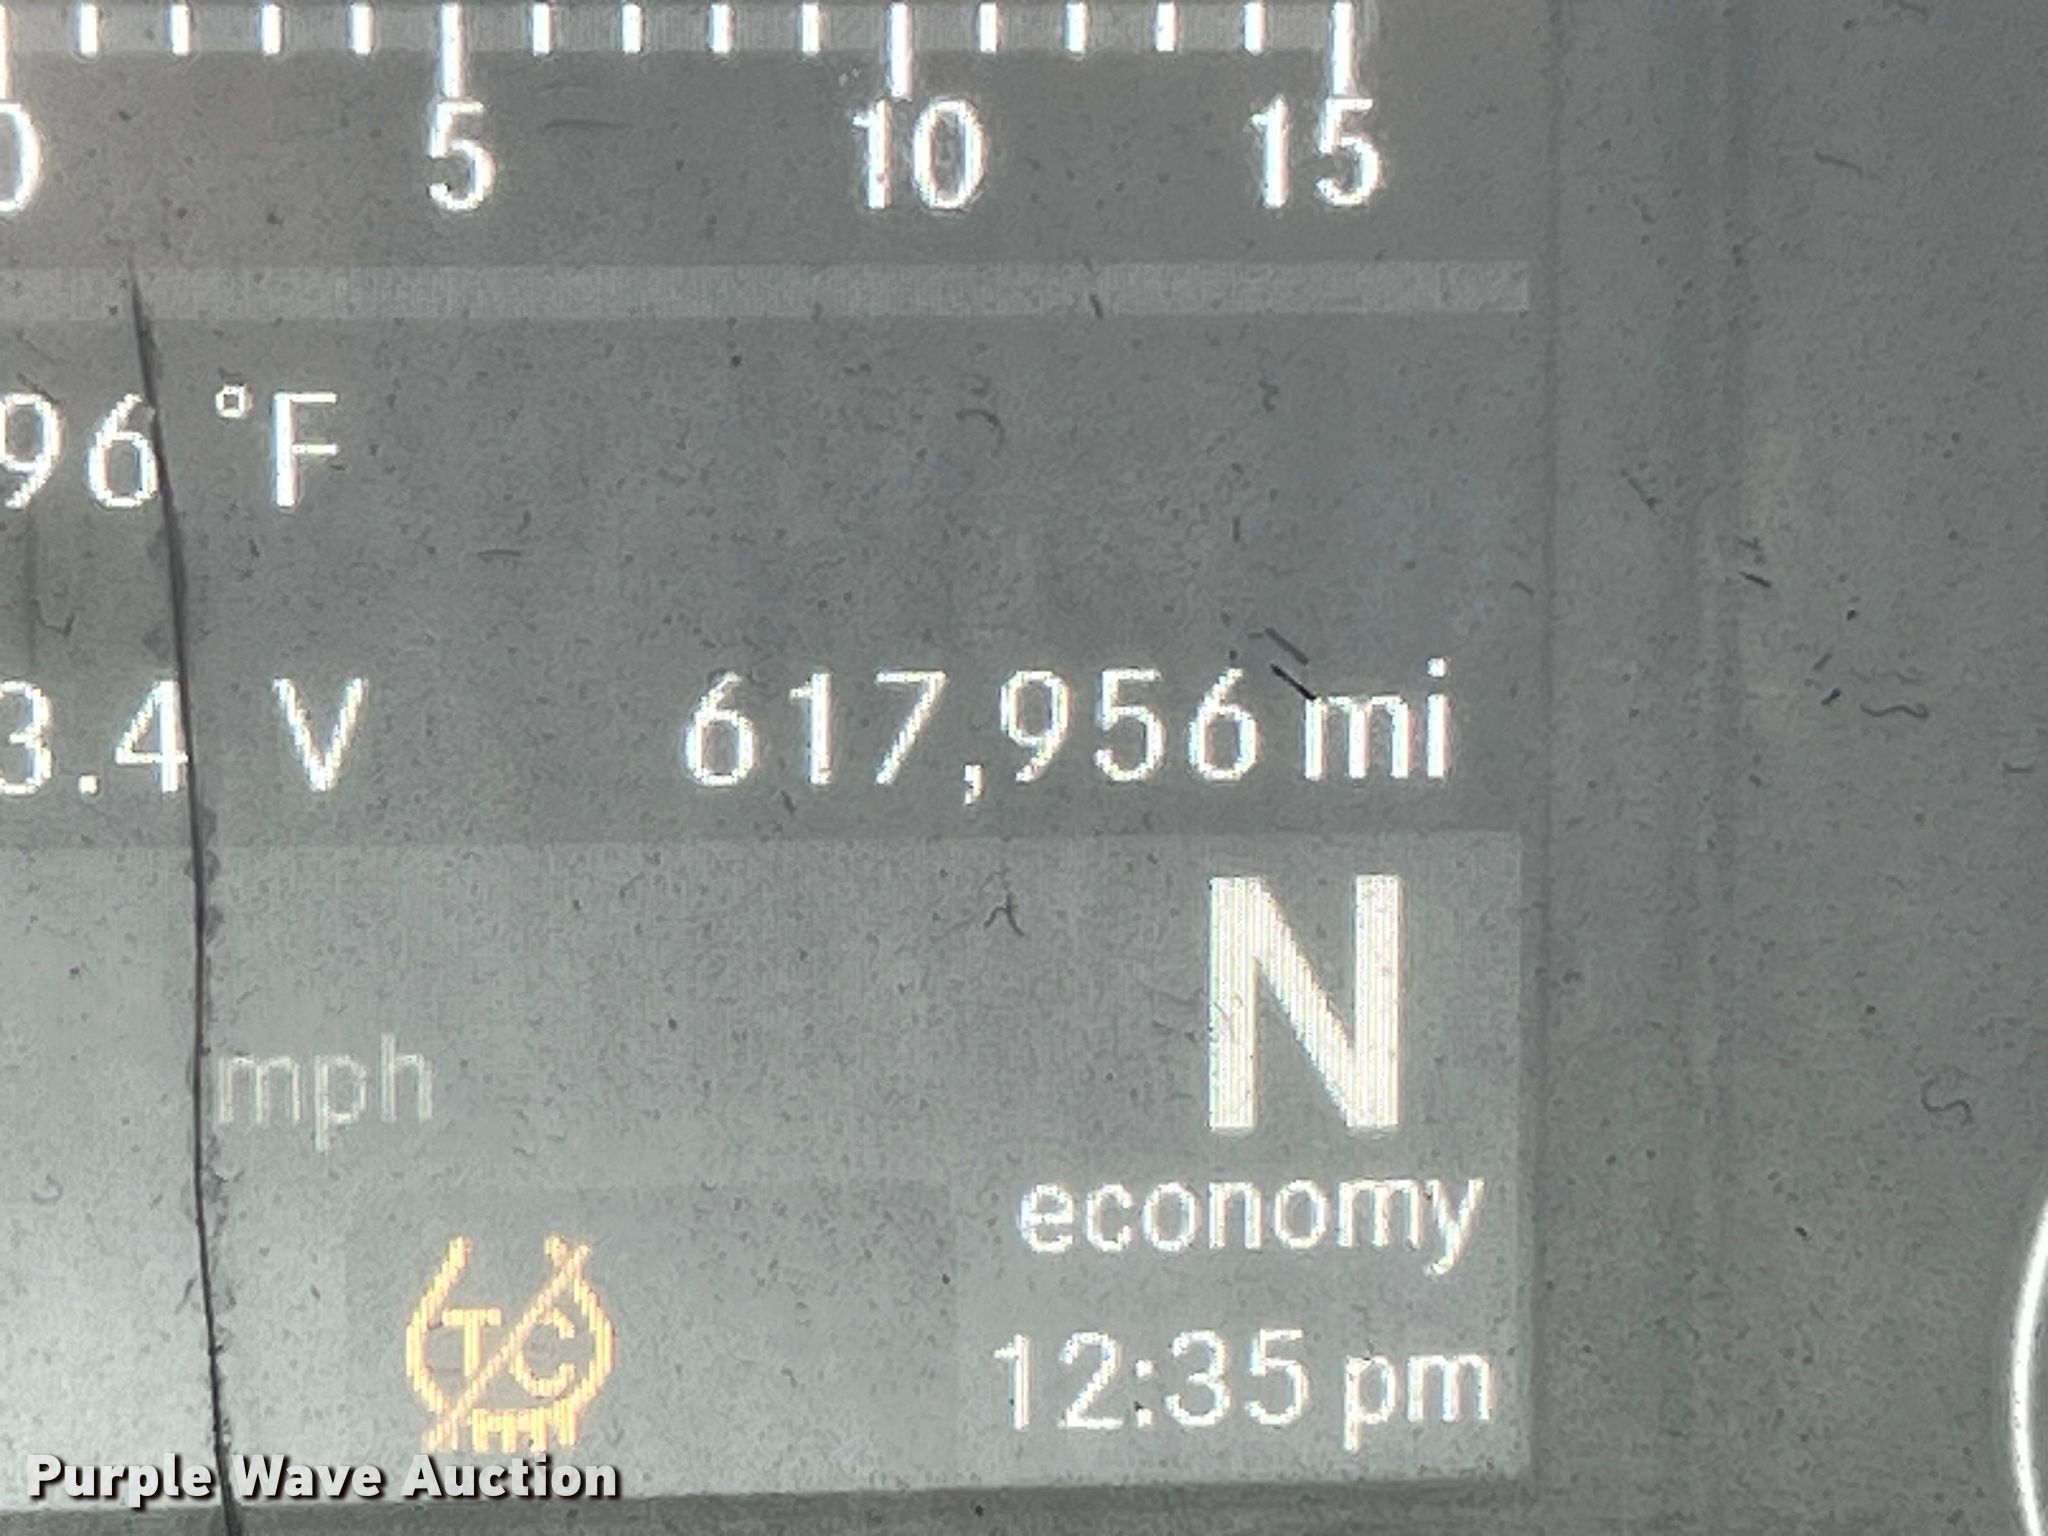 0 5 10 15
96 °F
3.4 V 617,956 mi
N
mph
economy
TC
12:35 pm
Purple Wave Auction